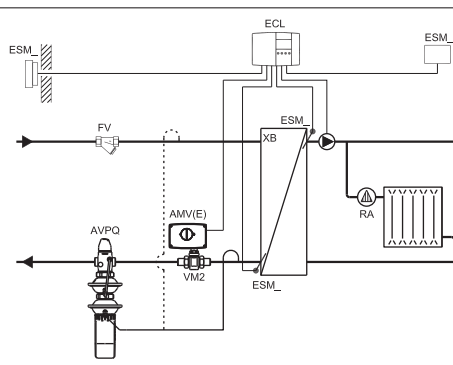 ECL
ESM_
ESM_
FV
ESM_
XB
AMV(E)
RA
AVPQ
VM2
ESM_